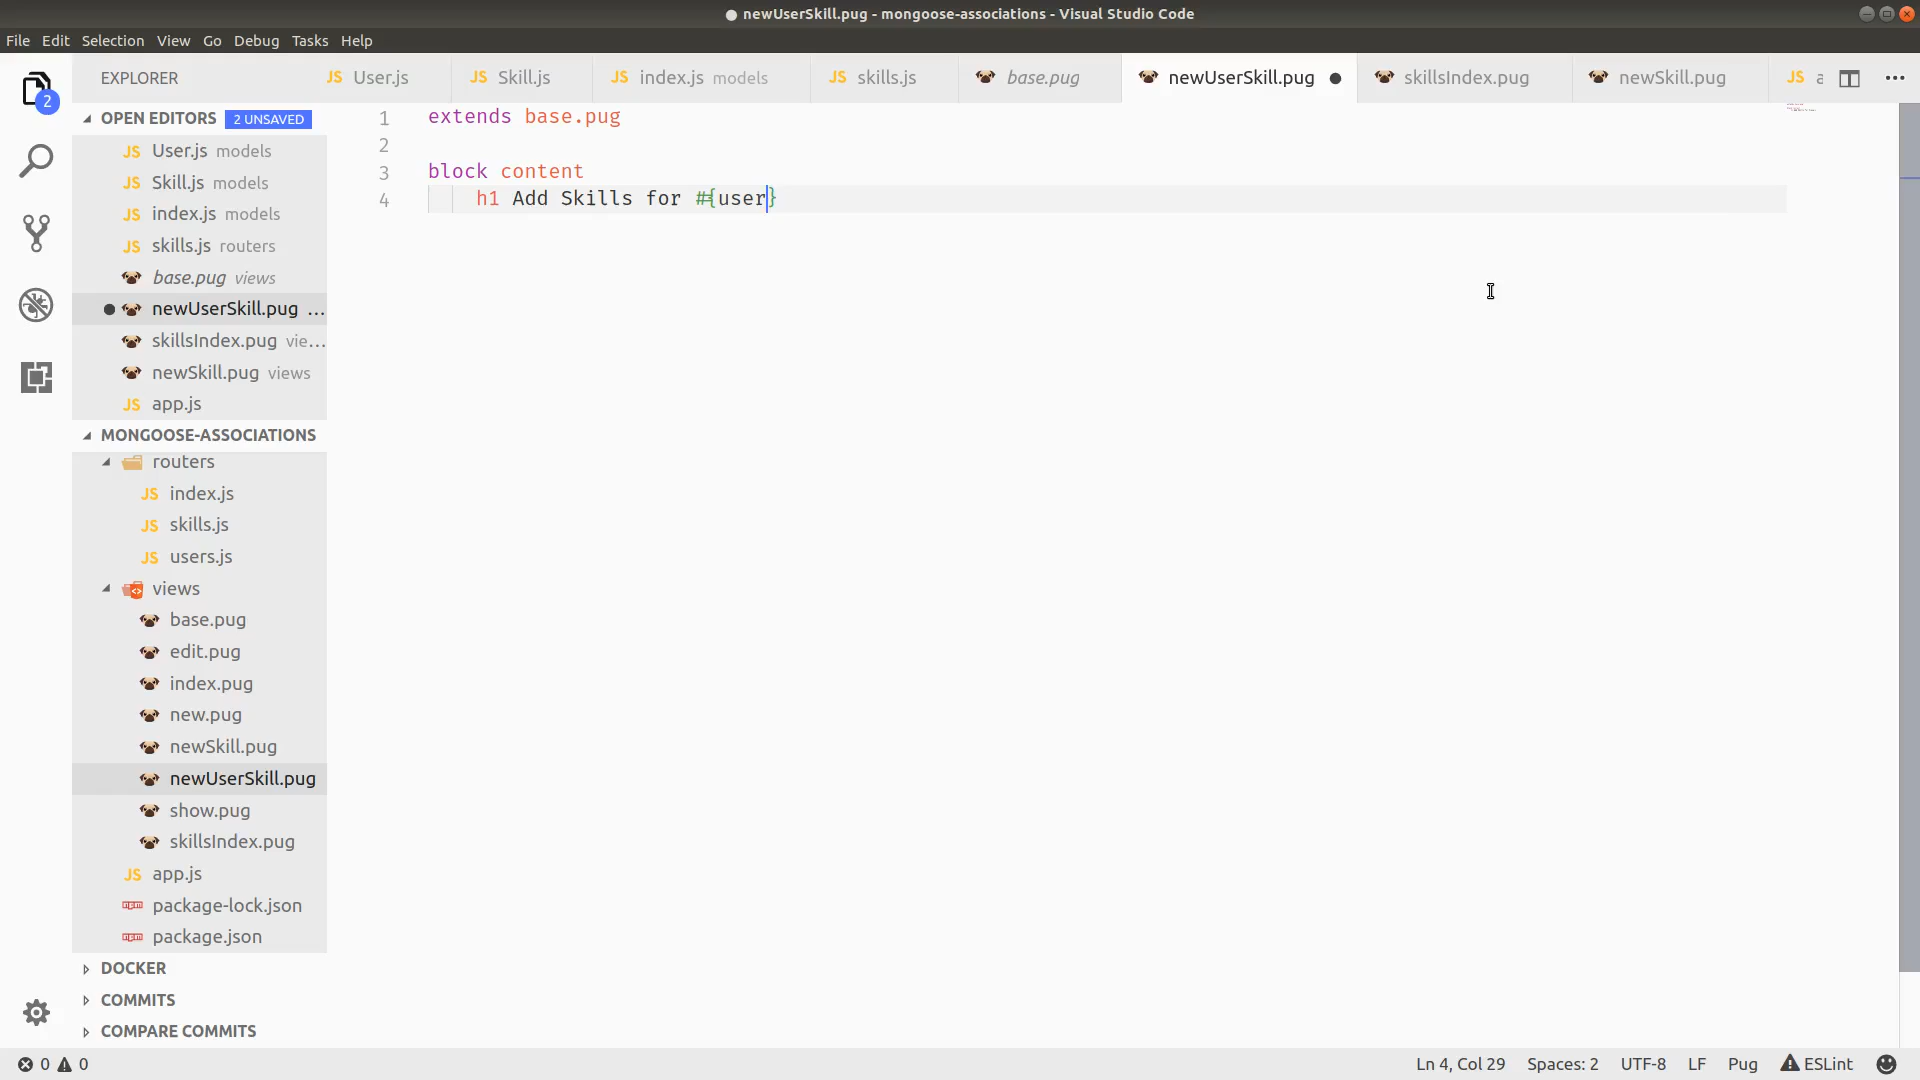 newUserSkill.pug - mongoose-associations - Visual Studio Code
File Edit Selection View Go Debug Tasks Help
2
EXPLORER
JS User.js
JS Skill.js
JS index.js models
JS skills.js
base.pug
newUserSkill.pug
skillsIndex.pug
newSkill.pug
JS a
OPEN EDITORS 2 UNSAVED
JS User.js models
JS Skill.js models
JS index.js models
JS skills.js routers
base.pug views
newUserSkill.pug ...
skillsIndex.pug vie...
newSkill.pug views
JS app.js
MONGOOSE-ASSOCIATIONS
routers
JS index.js
JS skills.js
JS users.js
views
base.pug
edit.pug
index.pug
new.pug
newSkill.pug
newUserSkill.pug
show.pug
skillsIndex.pug
JS app.js
package-lock.json
package.json
DOCKER
COMMITS
COMPARE COMMITS
1 extends base.pug
2
3 block content
4 h1 Add Skills for #{user}
0 0
Ln 4, Col 29 Spaces: 2 UTF-8 LF Pug ESLint